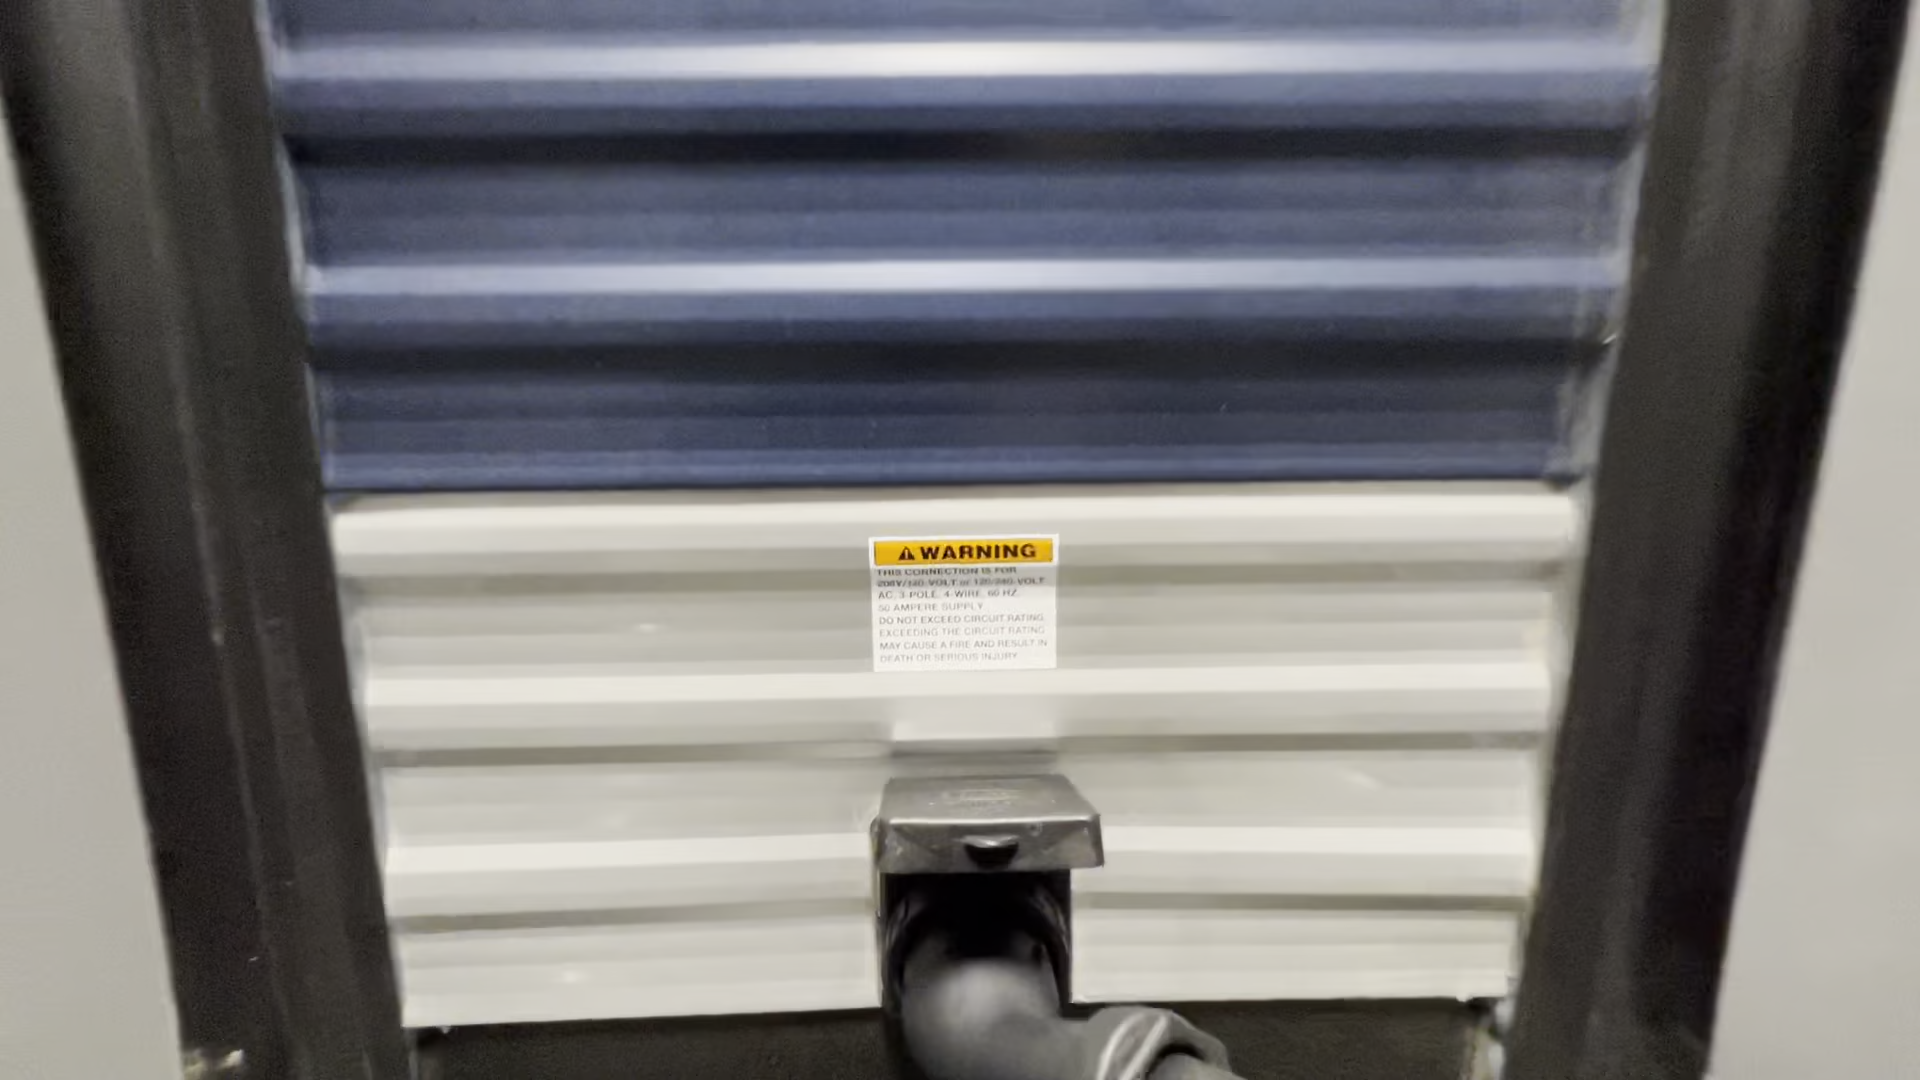 WARNING
THIS CONNECTION IS FOR
208Y/120-VOLT or 120/240-VOLT
AC, 3-POLE, 4-WIRE, 60 HZ.
50 AMPERE SUPPLY
DO NOT EXCEED CIRCUIT RATING
EXCEEDING THE CIRCUIT RATING
MAY CAUSE A FIRE AND RESULT IN
DEATH OR SERIOUS INJURY